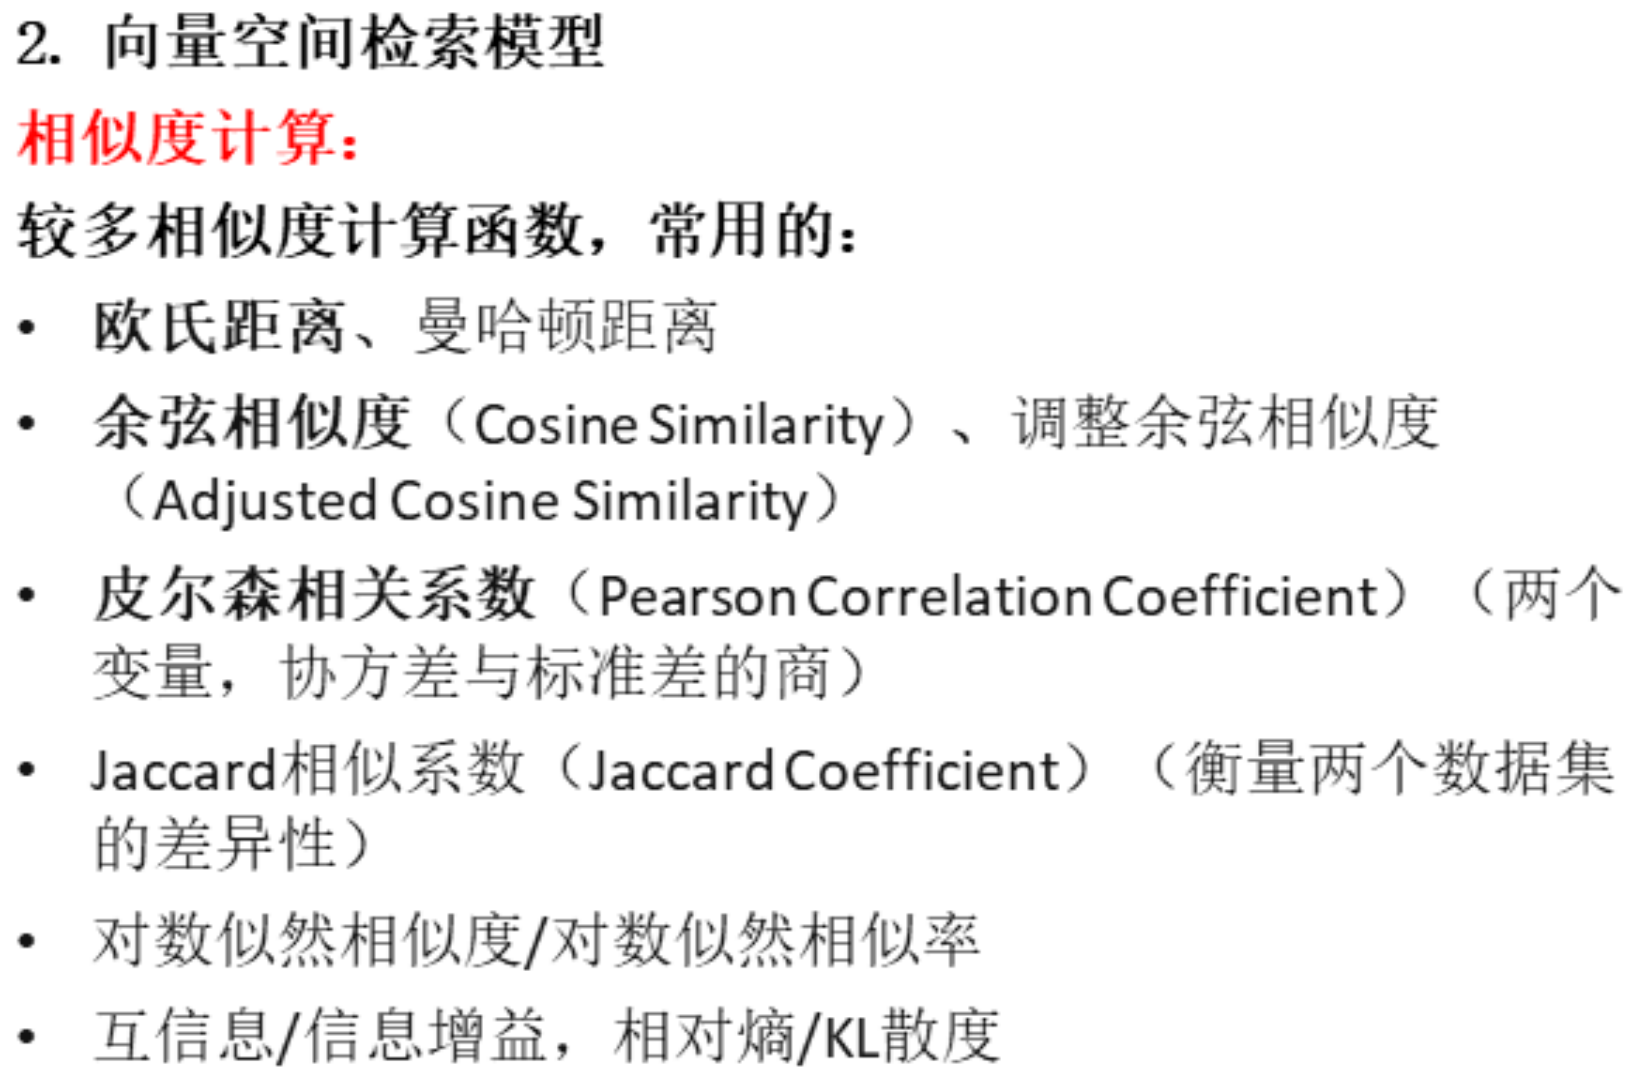 2. 向量空间检索模型
相似度计算:
较多相似度计算函数，常用的:
• 欧氏距离、曼哈顿距离
• 余弦相似度（Cosine Similarity）、调整余弦相似度
（Adjusted Cosine Similarity）
• 皮尔森相关系数（Pearson Correlation Coefficient）（两个
变量，协方差与标准差的商）
• Jaccard相似系数（Jaccard Coefficient）（衡量两个数据集
的差异性）
• 对数似然相似度/对数似然相似率
• 互信息/信息增益，相对熵/KL散度